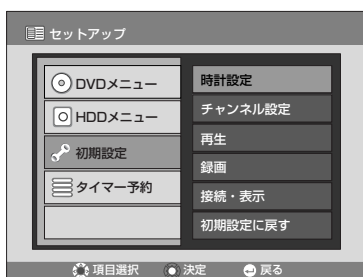 セットアップ
DVDメニュー
HDDメニュー
初期設定
タイマー予約
時計設定
チャンネル設定
再生
録画
接続・表示
初期設定に戻す
項目選択 決定 戻る